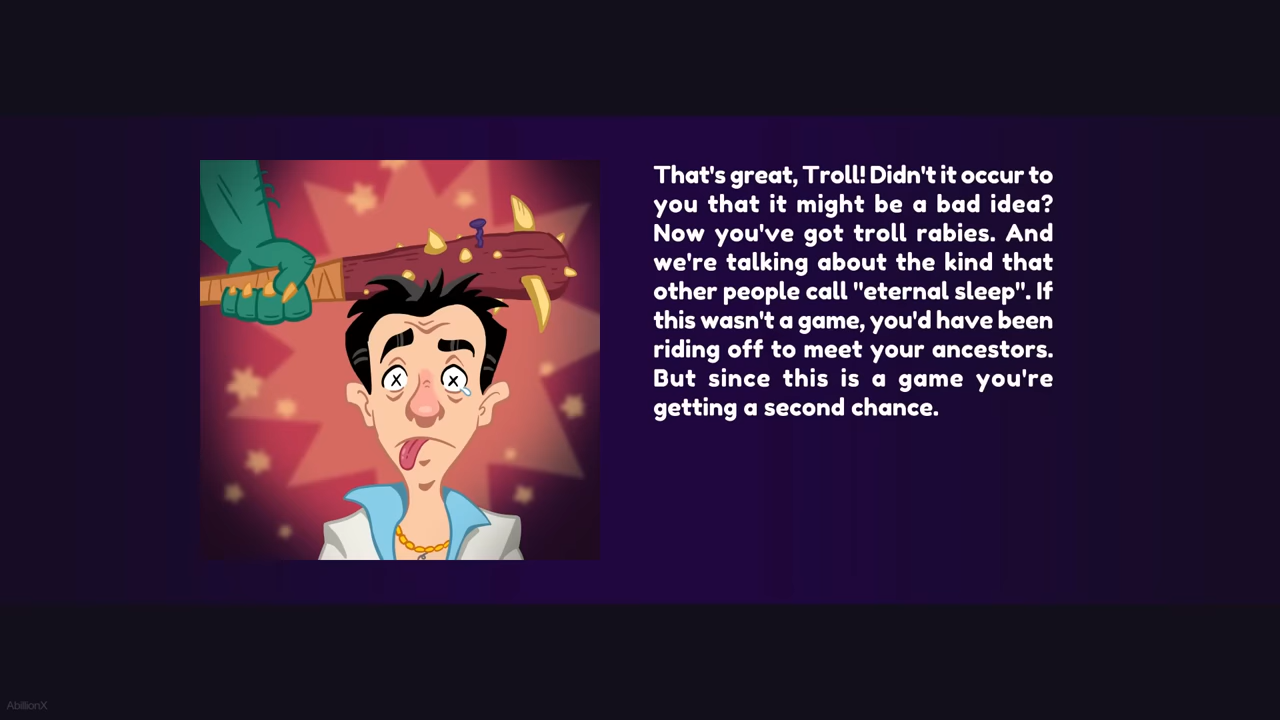 That's great, Troll! Didn't it occur to
you that it might be a bad idea?
Now you've got troll rabies. And
we're talking about the kind that
other people call "eternal sleep". If
this wasn't a game, you'd have been
riding off to meet your ancestors.
But since this is a game you're
getting a second chance.
AbillionX